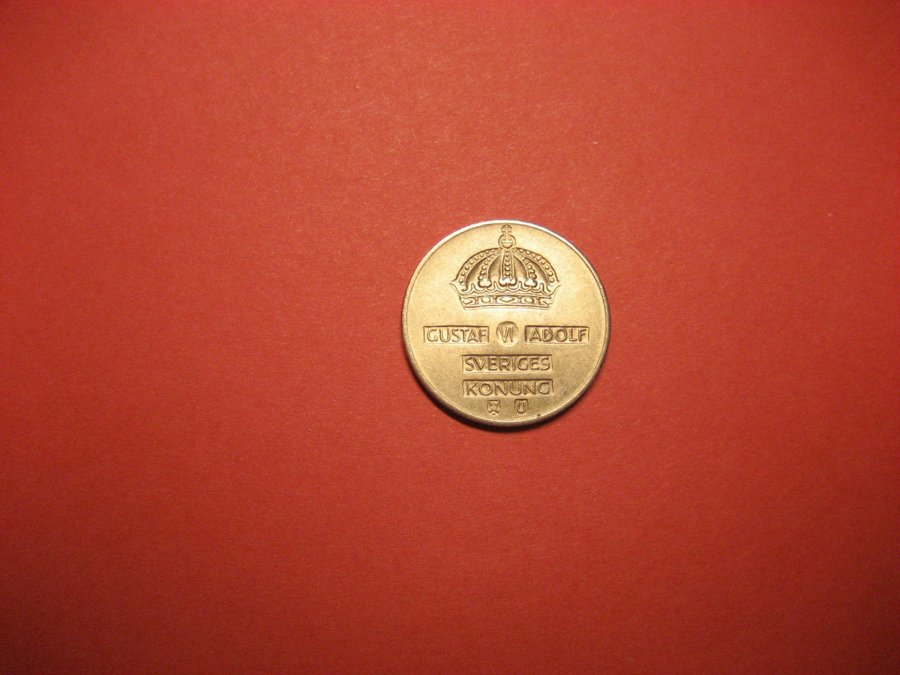 GUSTAF VI ADOLF
SVERIGES
KONUNG
U